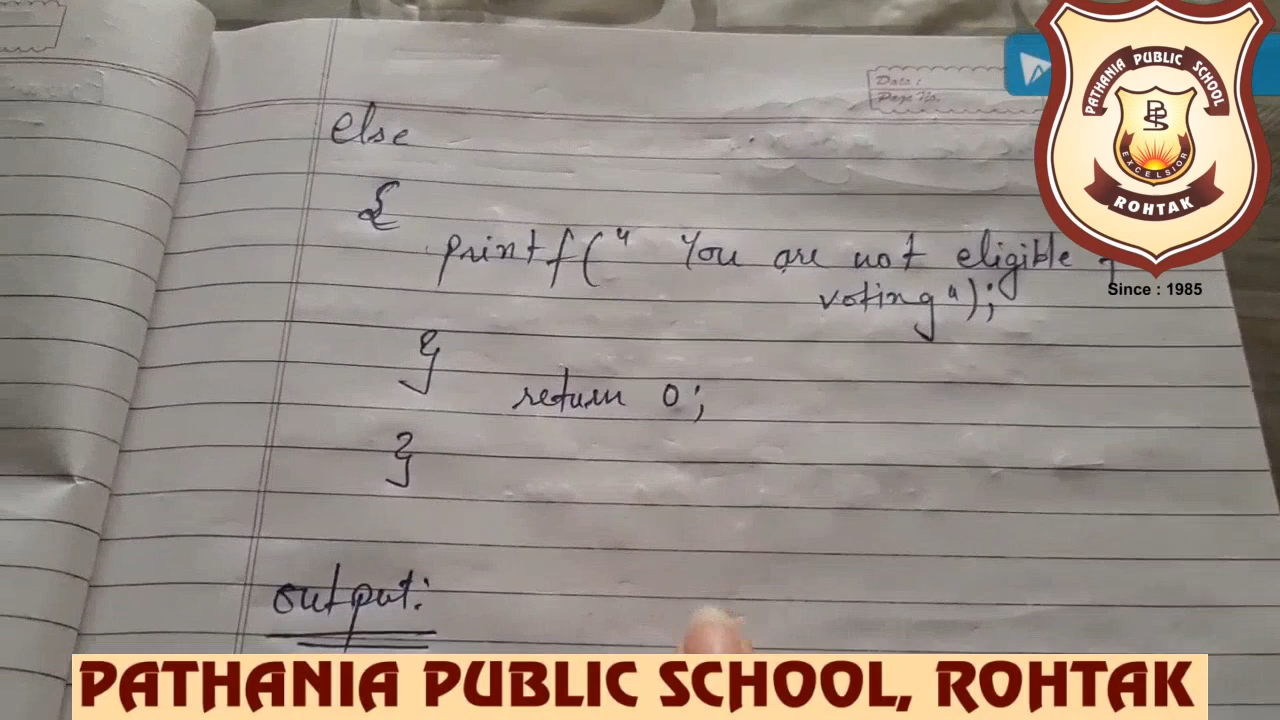 Date :
Page No.
else
{
printf(" You are not eligible
voting");
}
return 0;
}
output:
PATHANIA PUBLIC SCHOOL
PBS
EXCELSIOR
ROHTAK
Since : 1985
PATHANIA PUBLIC SCHOOL, ROHTAK